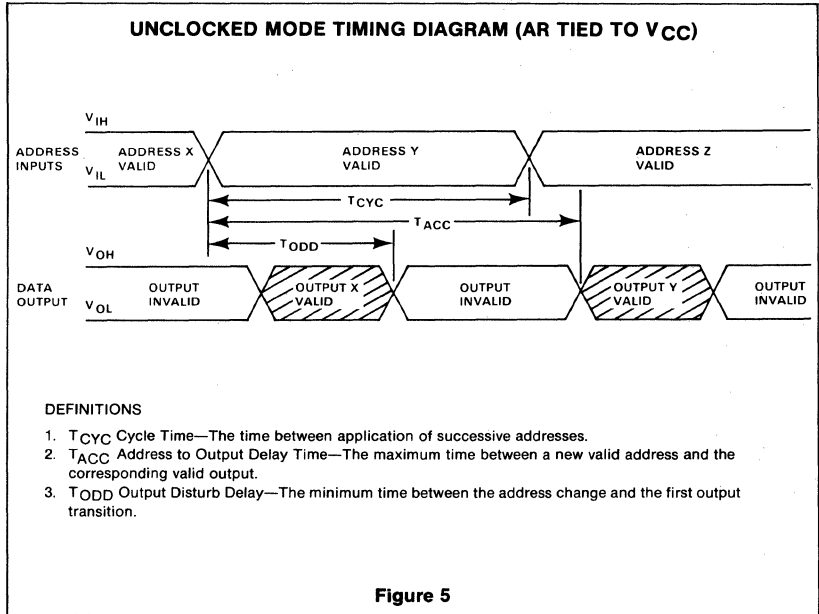 UNCLOCKED MODE TIMING DIAGRAM (AR TIED TO VCC)
VIH
ADDRESS INPUTS
VIL
ADDRESS X VALID
ADDRESS Y VALID
ADDRESS Z VALID
TCYC
TACC
TODD
VOH
DATA OUTPUT
VOL
OUTPUT INVALID
OUTPUT X VALID
OUTPUT INVALID
OUTPUT Y VALID
OUTPUT INVALID
DEFINITIONS
1. TCYC Cycle Time—The time between application of successive addresses.
2. TACC Address to Output Delay Time—The maximum time between a new valid address and the
corresponding valid output.
3. TODD Output Disturb Delay—The minimum time between the address change and the first output
transition.
Figure 5